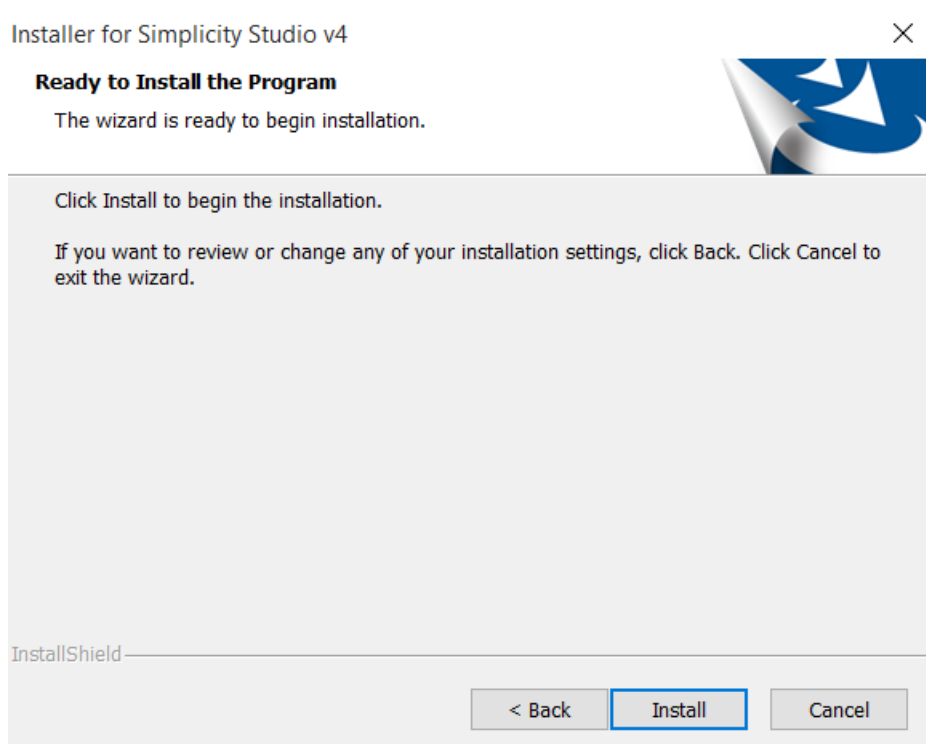 Installer for Simplicity Studio v4
Ready to Install the Program
The wizard is ready to begin installation.
Click Install to begin the installation.
If you want to review or change any of your installation settings, click Back. Click Cancel to
exit the wizard.
InstallShield
< Back
Install
Cancel